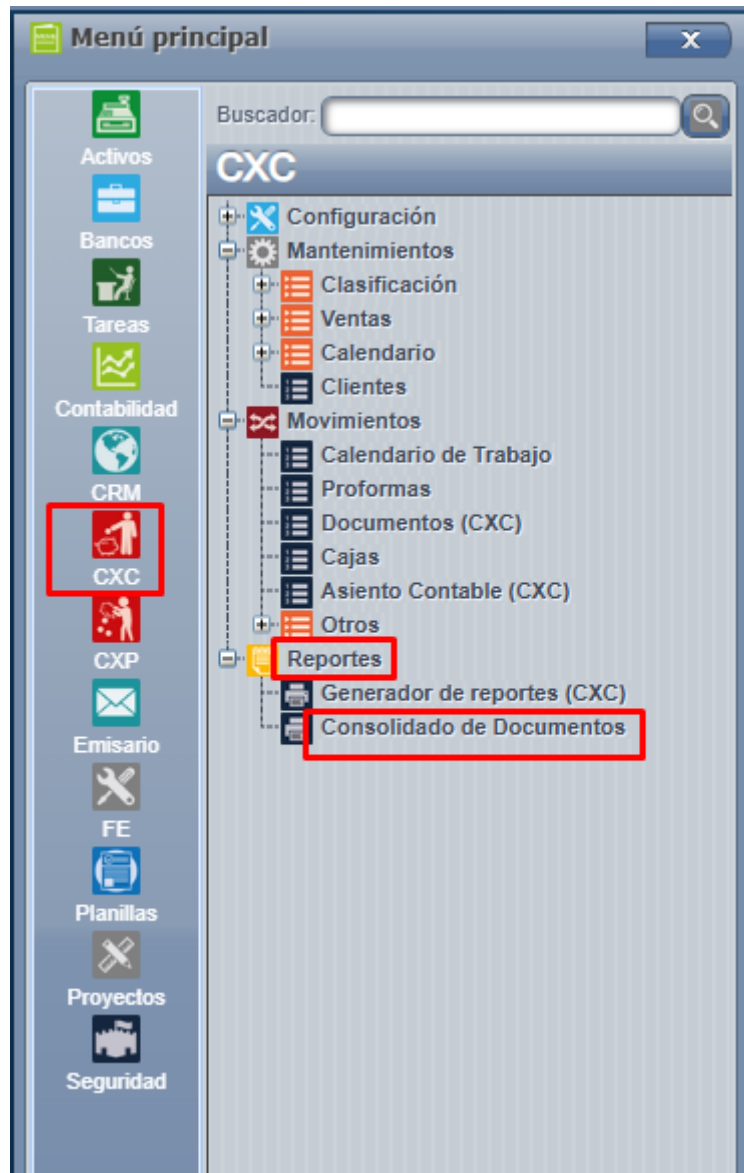 Menú principal
X
Activos
Bancos
Tareas
Contabilidad
CRM
CXC
CXP
Emisario
FE
Planillas
Proyectos
Seguridad
Buscador:
CXC
Configuración
Mantenimientos
Clasificación
Ventas
Calendario
Clientes
Movimientos
Calendario de Trabajo
Proformas
Documentos (CXC)
Cajas
Asiento Contable (CXC)
Otros
Reportes
Generador de reportes (CXC)
Consolidado de Documentos